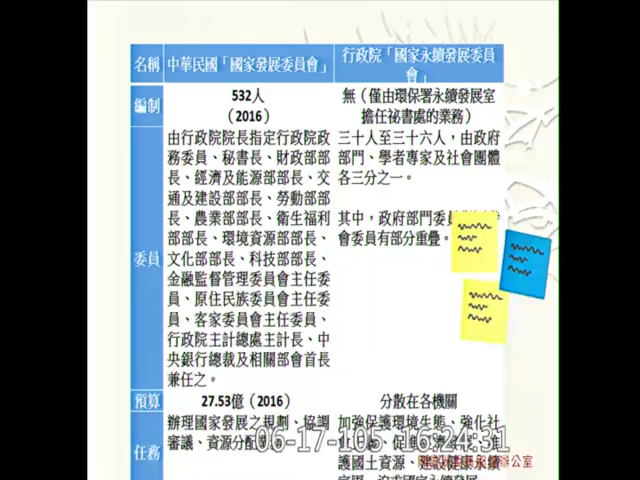 名稱
中華民國「國家發展委員會」
行政院「國家永續發展委員
會」
編制
532人
(2016)
無(僅由環保署永續發展室
擔任祕書處的業務)
委員
由行政院院長指定行政院政
務委員、秘書長、財政部部
長、經濟及能源部部長、交
通及建設部部長、勞動部部
長、農業部部長、衛生福利
部部長、環境資源部部長、
文化部部長、科技部部長、
金融監督管理委員會主任委
員、原住民族委員會主任委
員、客家委員會主任委員、
行政院主計總處主計長、中
央銀行總裁及相關部會首長
兼任之。
三十人至三十六人，由政府
部門、學者專家及社會團體
各三分之一。
其中，政府部門委
會委員有部分重疊。
預算
27.53億(2016)
分散在各機關
任務
辦理國家發展之規劃、協調
審議、資源分配
加強保護環境生態、強化社
護國土資源、建設健康永續
06-17-105 16:24:31
辦公室